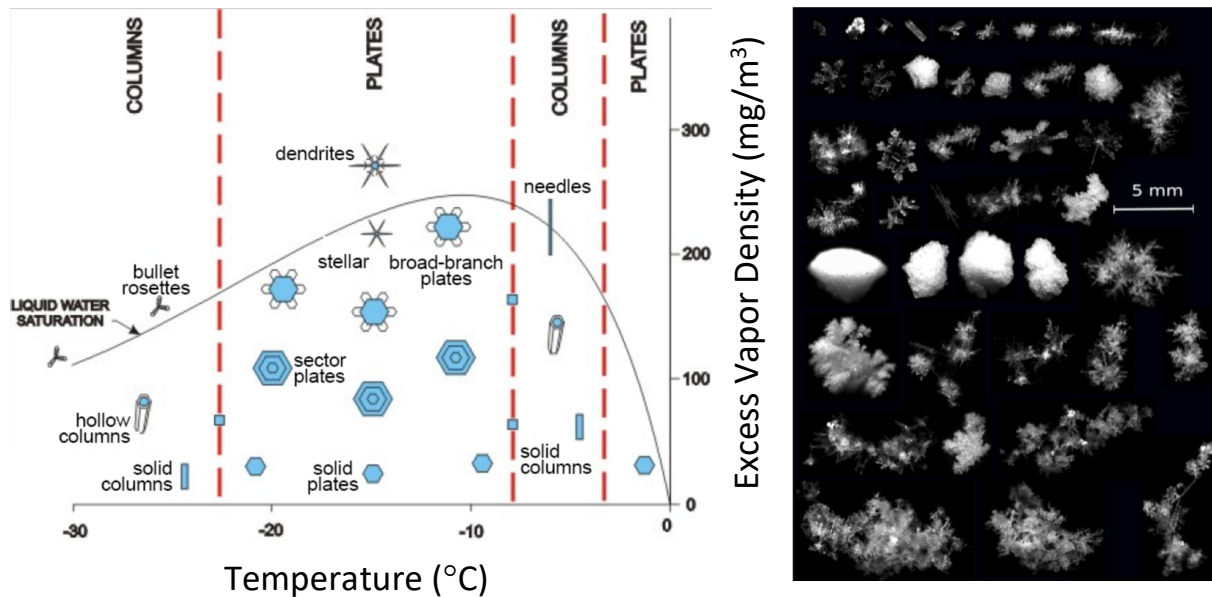 COLUMNS
PLATES
COLUMNS
PLATES
300
200
100
0
dendrites
needles
stellar
broad-branch
plates
bullet
rosettes
LIQUID WATER
SATURATION
sector
plates
hollow
columns
solid
columns
solid
plates
solid
columns
-30
-20
-10
0
Temperature (°C)
Excess Vapor Density (mg/m³)
5 mm